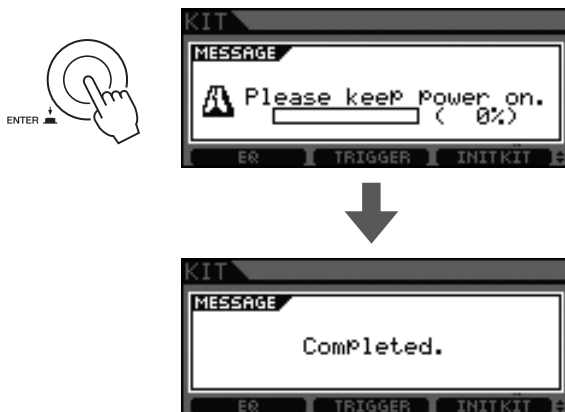 KIT
MESSAGE
Please keep power on.
( 0%)
ENTER
EQ TRIGGER INITKIT
KIT
MESSAGE
Completed.
EQ TRIGGER INITKIT